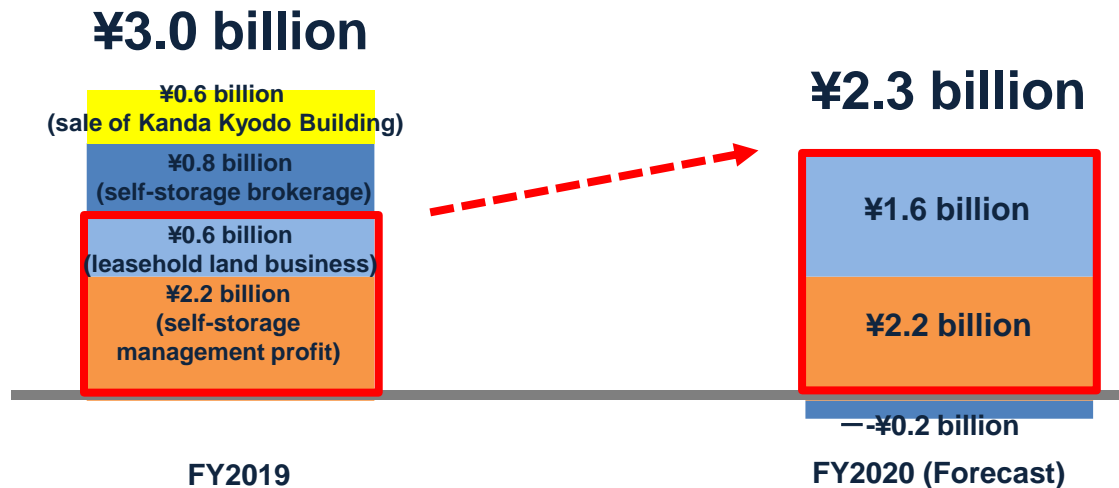 ¥3.0 billion
¥0.6 billion
(sale of Kanda Kyodo Building)
¥0.8 billion
(self-storage brokerage)
¥0.6 billion
(leasehold land business)
¥2.2 billion
(self-storage
management profit)
FY2019
¥2.3 billion
¥1.6 billion
¥2.2 billion
—-¥0.2 billion
FY2020 (Forecast)